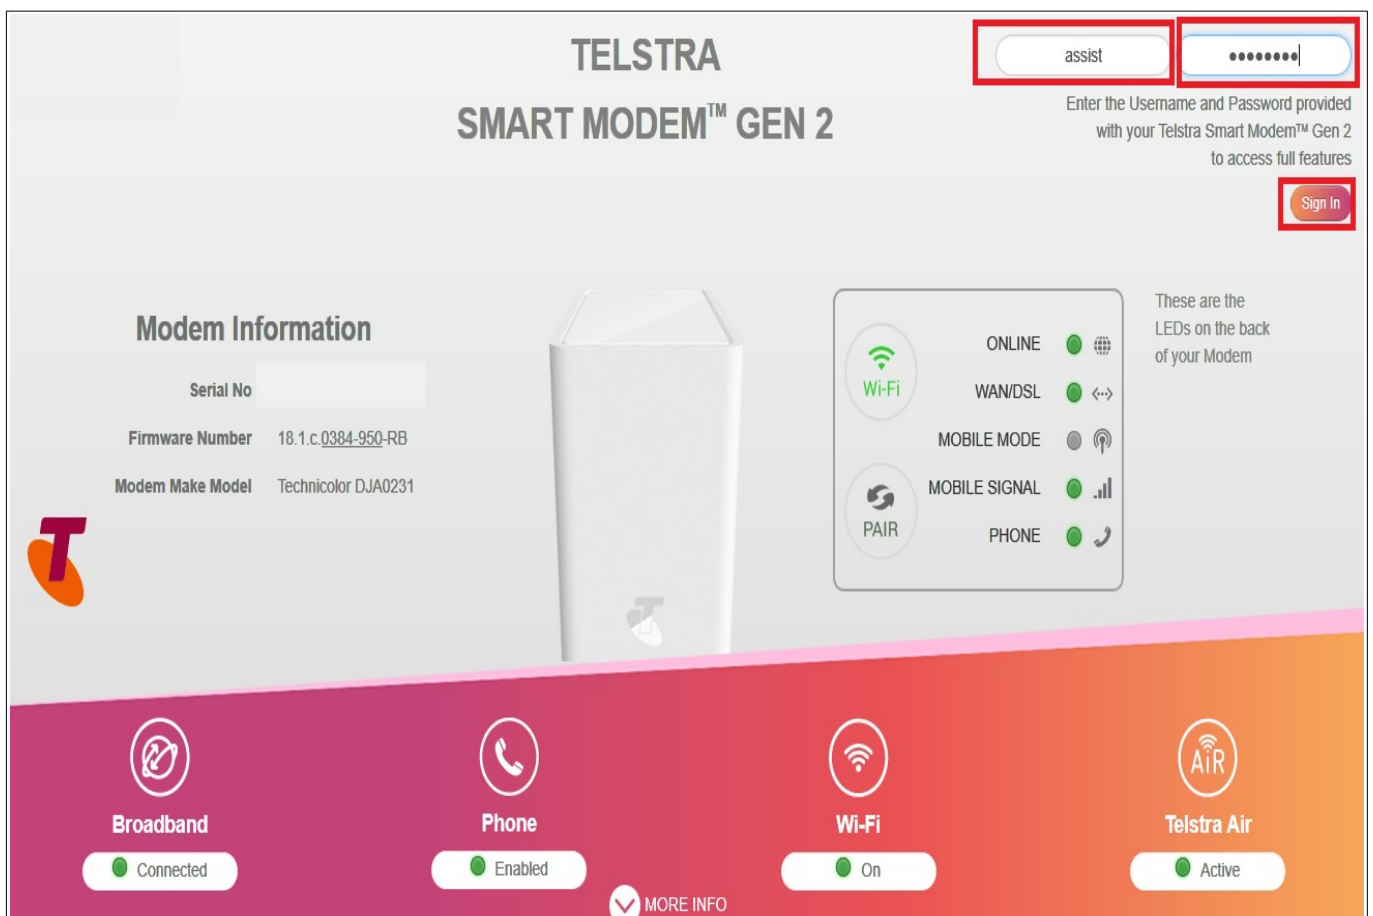 TELSTRA
SMART MODEM™ GEN 2
assist
••••••••
Enter the Username and Password provided
with your Telstra Smart Modem™ Gen 2
to access full features
Sign In
Modem Information
Serial No
Firmware Number 18.1.c.0384-950-RB
Modem Make Model Technicolor DJA0231
Wi-Fi
PAIR
ONLINE
WAN/DSL
MOBILE MODE
MOBILE SIGNAL
PHONE
These are the
LEDs on the back
of your Modem
T
T
Broadband
Connected
Phone
Enabled
Wi-Fi
On
AIR
Telstra Air
Active
MORE INFO